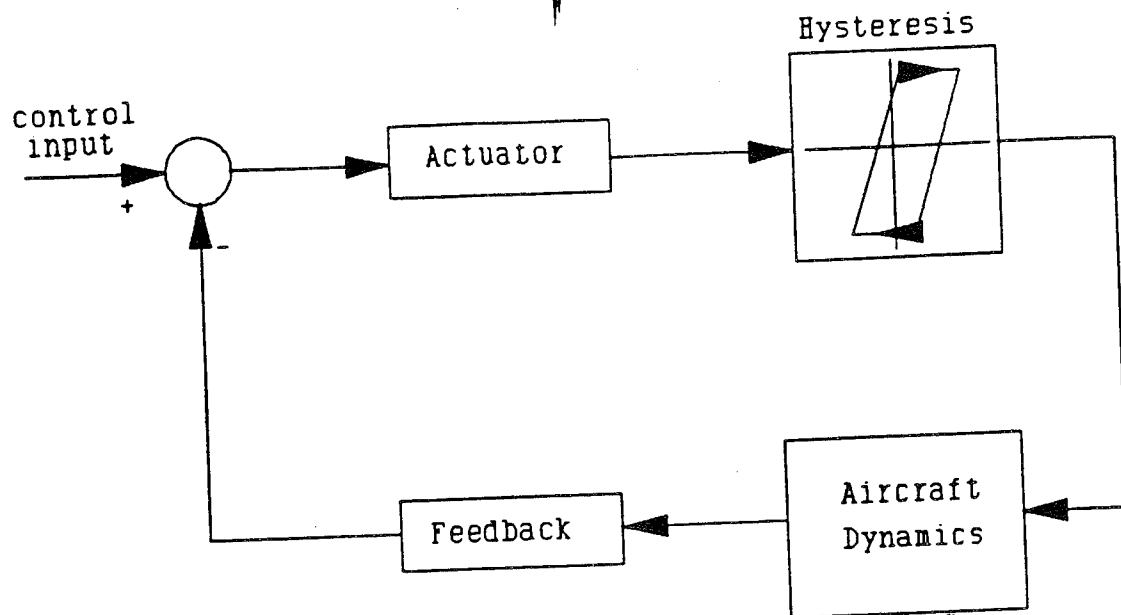 Hysteresis
control
input
Actuator
+
-
Aircraft
Dynamics
Feedback